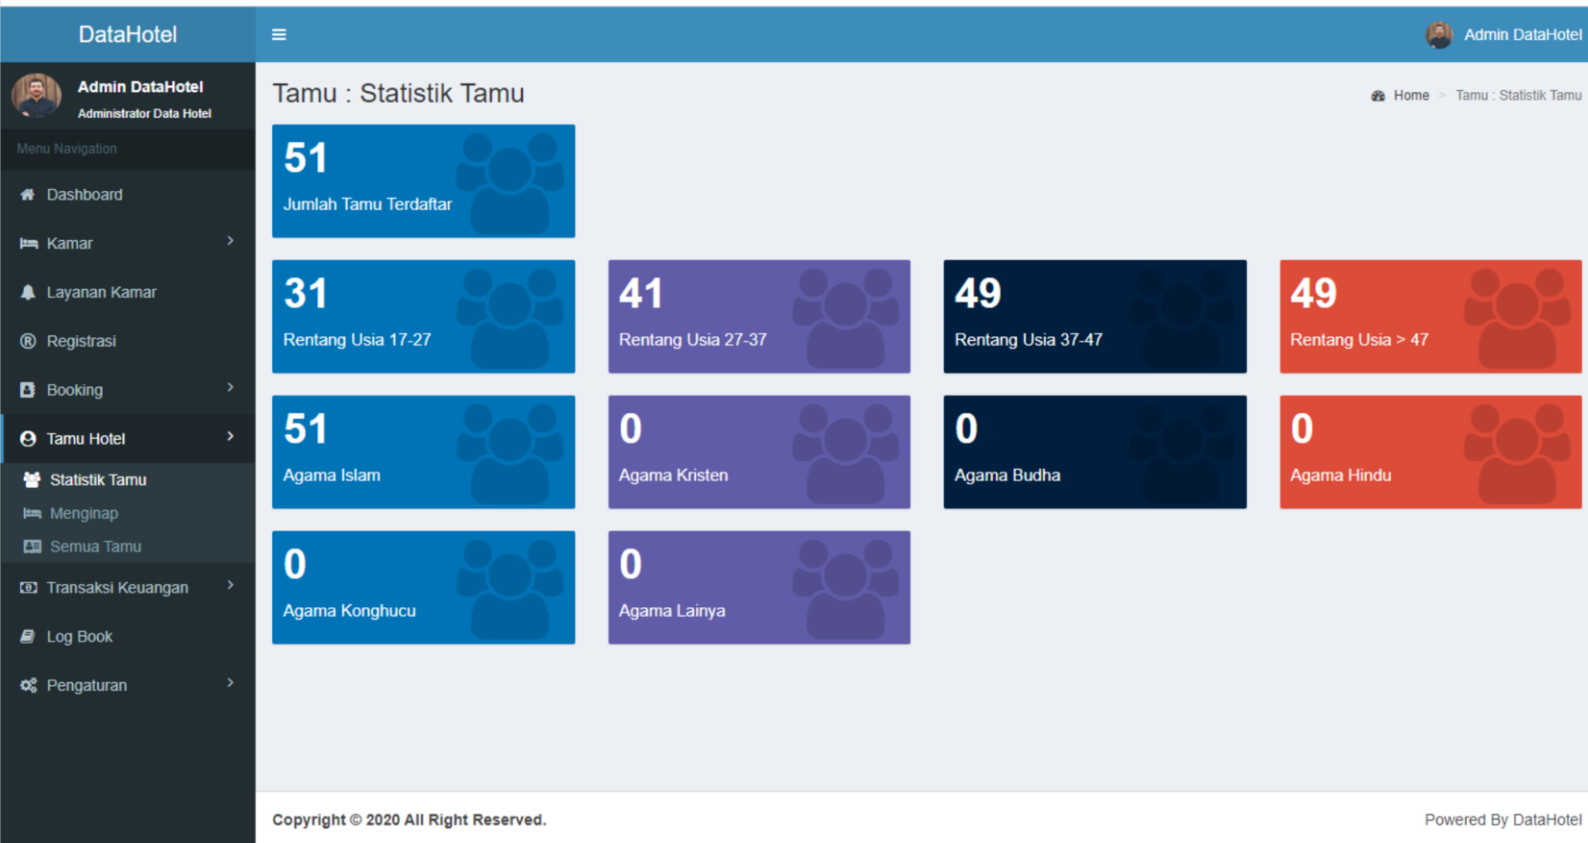 DataHotel
Admin DataHotel
Admin DataHotel
Administrator Data Hotel
Menu Navigation
Dashboard
Kamar
Layanan Kamar
Registrasi
Booking
Tamu Hotel
Statistik Tamu
Menginap
Semua Tamu
Transaksi Keuangan
Log Book
Pengaturan
Tamu : Statistik Tamu
Home > Tamu : Statistik Tamu
51
Jumlah Tamu Terdaftar
31
Rentang Usia 17-27
41
Rentang Usia 27-37
49
Rentang Usia 37-47
49
Rentang Usia > 47
51
Agama Islam
0
Agama Kristen
0
Agama Budha
0
Agama Hindu
0
Agama Konghucu
0
Agama Lainya
Copyright © 2020 All Right Reserved.
Powered By DataHotel